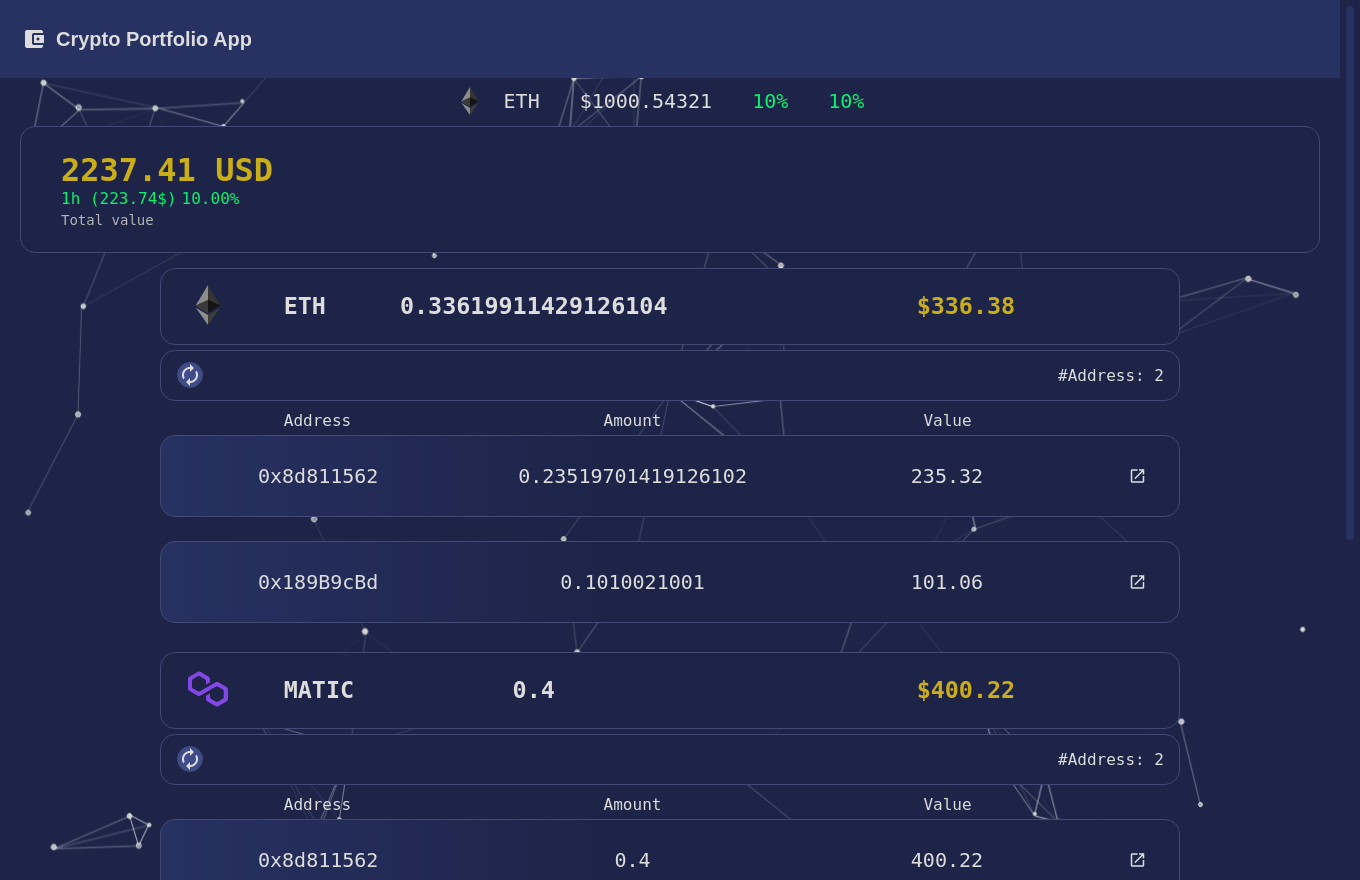 Crypto Portfolio App
ETH $1000.54321 10% 10%
2237.41 USD
1h (223.74$) 10.00%
Total value
ETH 0.33619911429126104 $336.38
#Address: 2
Address Amount Value
0x8d811562 0.23519701419126102 235.32
0x189B9cBd 0.1010021001 101.06
MATIC 0.4 $400.22
#Address: 2
Address Amount Value
0x8d811562 0.4 400.22